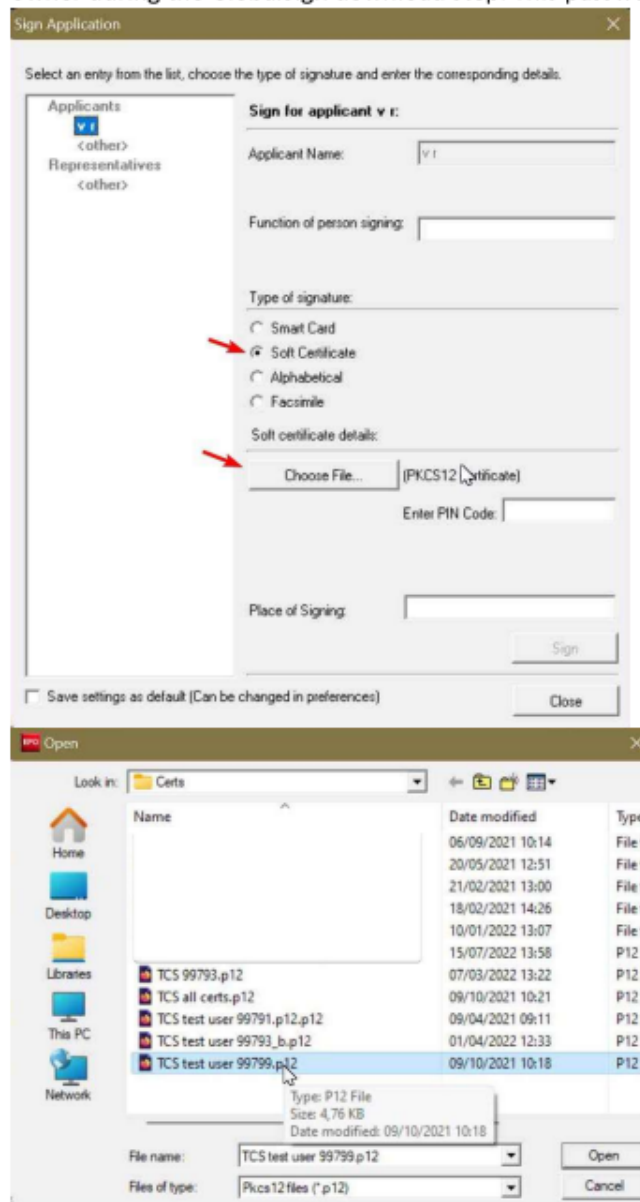 Sign Application
Select an entry from the list, choose the type of signature and enter the corresponding details.
Applicants
v r
<other>
Representatives
<other>
Sign for applicant v r:
Applicant Name: v r
Function of person signing:
Type of signature:
Smart Card
Soft Certificate
Alphabetical
Facsimile
Soft certificate details:
Choose File... (PKCS12
Enter PIN Code:
Place of Signing:
Sign
Save settings as default (Can be changed in preferences)
Close
EPO Open
Look in: Certs
Name Date modified Type
06/09/2021 10:14 File
20/05/2021 12:51 File
21/02/2021 13:00 File
18/02/2021 14:26 File
10/01/2022 13:07 File
15/07/2022 13:58 P12
TCS 99793.p12 07/03/2022 13:22 P12
TCS all certs.p12 09/10/2021 10:21 P12
TCS test user 99791.p12.p12 09/04/2021 09:11 P12
TCS test user 99793_b.p12 01/04/2022 12:33 P12
TCS test user 99799.p12 09/10/2021 10:18 P12
Home
Desktop
Libraries
This PC
Network
Type: P12 File
Size: 4,76 KB
Date modified: 09/10/2021 10:18
File name: TCS test user 99799.p12 Open
Files of type: Pkcs12 files (*.p12) Cancel